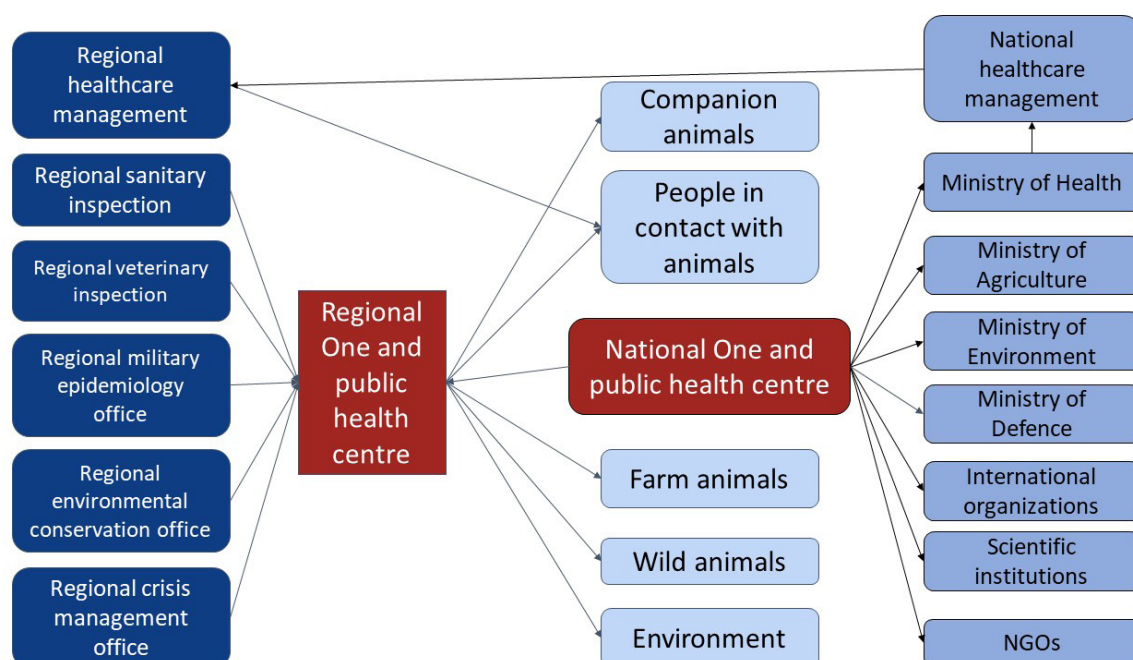 Regional
healthcare
management
Regional sanitary
inspection
Regional veterinary
inspection
Regional military
epidemiology
office
Regional
environmental
conservation office
Regional crisis
management
office
Regional
One and
public
health
centre
Companion
animals
People in
contact with
animals
National One and
public health centre
Farm animals
Wild animals
Environment
National
healthcare
management
Ministry of Health
Ministry of
Agriculture
Ministry of
Environment
Ministry of
Defence
International
organizations
Scientific
institutions
NGOs